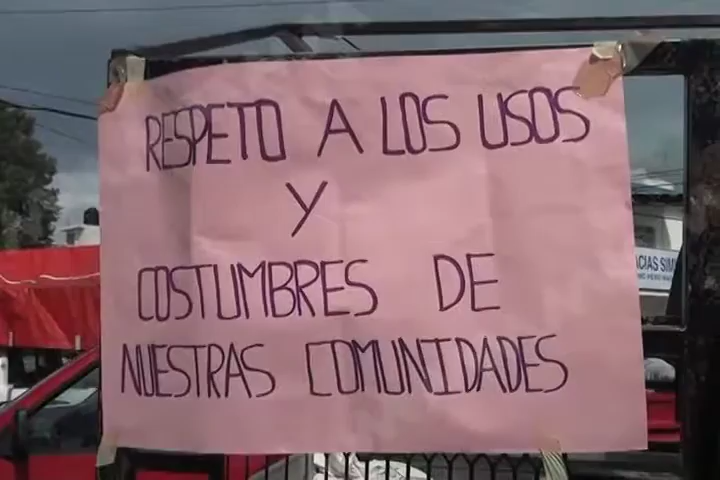 RESPETO A LOS USOS
Y
COSTUMBRES DE
NUESTRAS COMUNIDADES